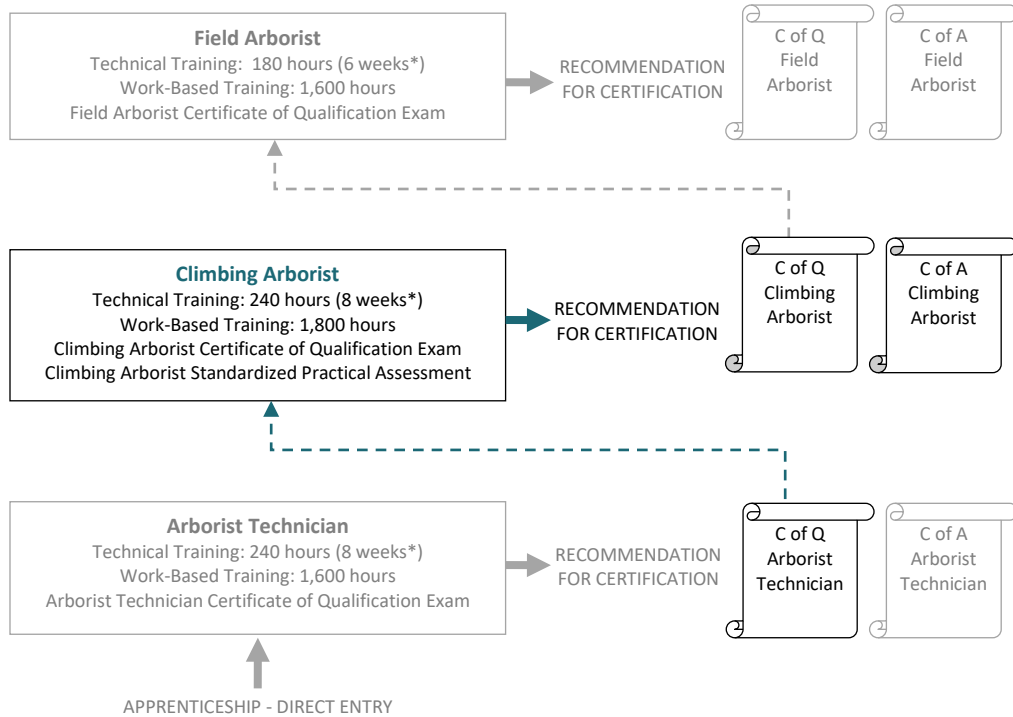 Field Arborist
Technical Training: 180 hours (6 weeks*)
Work-Based Training: 1,600 hours
Field Arborist Certificate of Qualification Exam
RECOMMENDATION
FOR CERTIFICATION
C of Q
Field
Arborist
C of A
Field
Arborist
Climbing Arborist
Technical Training: 240 hours (8 weeks*)
Work-Based Training: 1,800 hours
Climbing Arborist Certificate of Qualification Exam
Climbing Arborist Standardized Practical Assessment
RECOMMENDATION
FOR CERTIFICATION
C of Q
Climbing
Arborist
C of A
Climbing
Arborist
Arborist Technician
Technical Training: 240 hours (8 weeks*)
Work-Based Training: 1,600 hours
Arborist Technician Certificate of Qualification Exam
RECOMMENDATION
FOR CERTIFICATION
C of Q
Arborist
Technician
C of A
Arborist
Technician
APPRENTICESHIP - DIRECT ENTRY